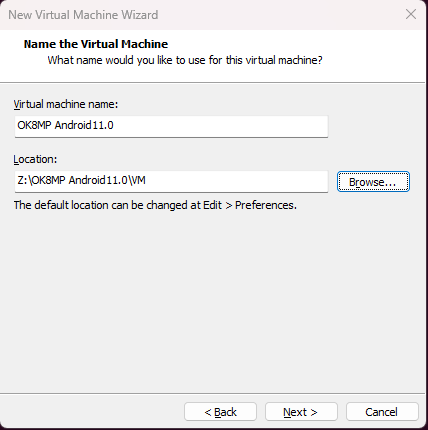 New Virtual Machine Wizard
Name the Virtual Machine
What name would you like to use for this virtual machine?
Virtual machine name:
OK8MP Android11.0
Location:
Z:\OK8MP Android11.0\VM
Browse...
The default location can be changed at Edit > Preferences.
< Back Next > Cancel